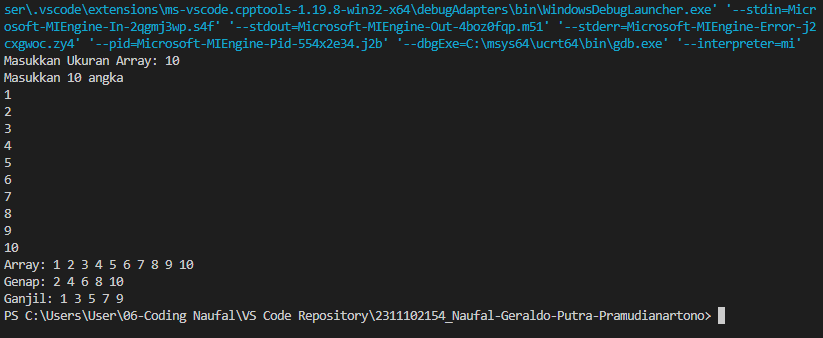 ser\.vscode\extensions\ms-vscode.cpptools-1.19.8-win32-x64\debugAdapters\bin\WindowsDebugLauncher.exe' '--stdin=Micr
osoft-MIEngine-In-2qgmj3wp.s4f' '--stdout=Microsoft-MIEngine-Out-4boz0fqp.m51' '--stderr=Microsoft-MIEngine-Error-j2
cxgwoc.zy4' '--pid=Microsoft-MIEngine-Pid-554x2e34.j2b' '--dbgExe=C:\msys64\ucrt64\bin\gdb.exe' '--interpreter=mi'
Masukkan Ukuran Array: 10
Masukkan 10 angka
1
2
3
4
5
6
7
8
9
10
Array: 1 2 3 4 5 6 7 8 9 10
Genap: 2 4 6 8 10
Ganjil: 1 3 5 7 9
PS C:\Users\User\06-Coding Naufal\VS Code Repository\2311102154_Naufal-Geraldo-Putra-Pramudianartono>